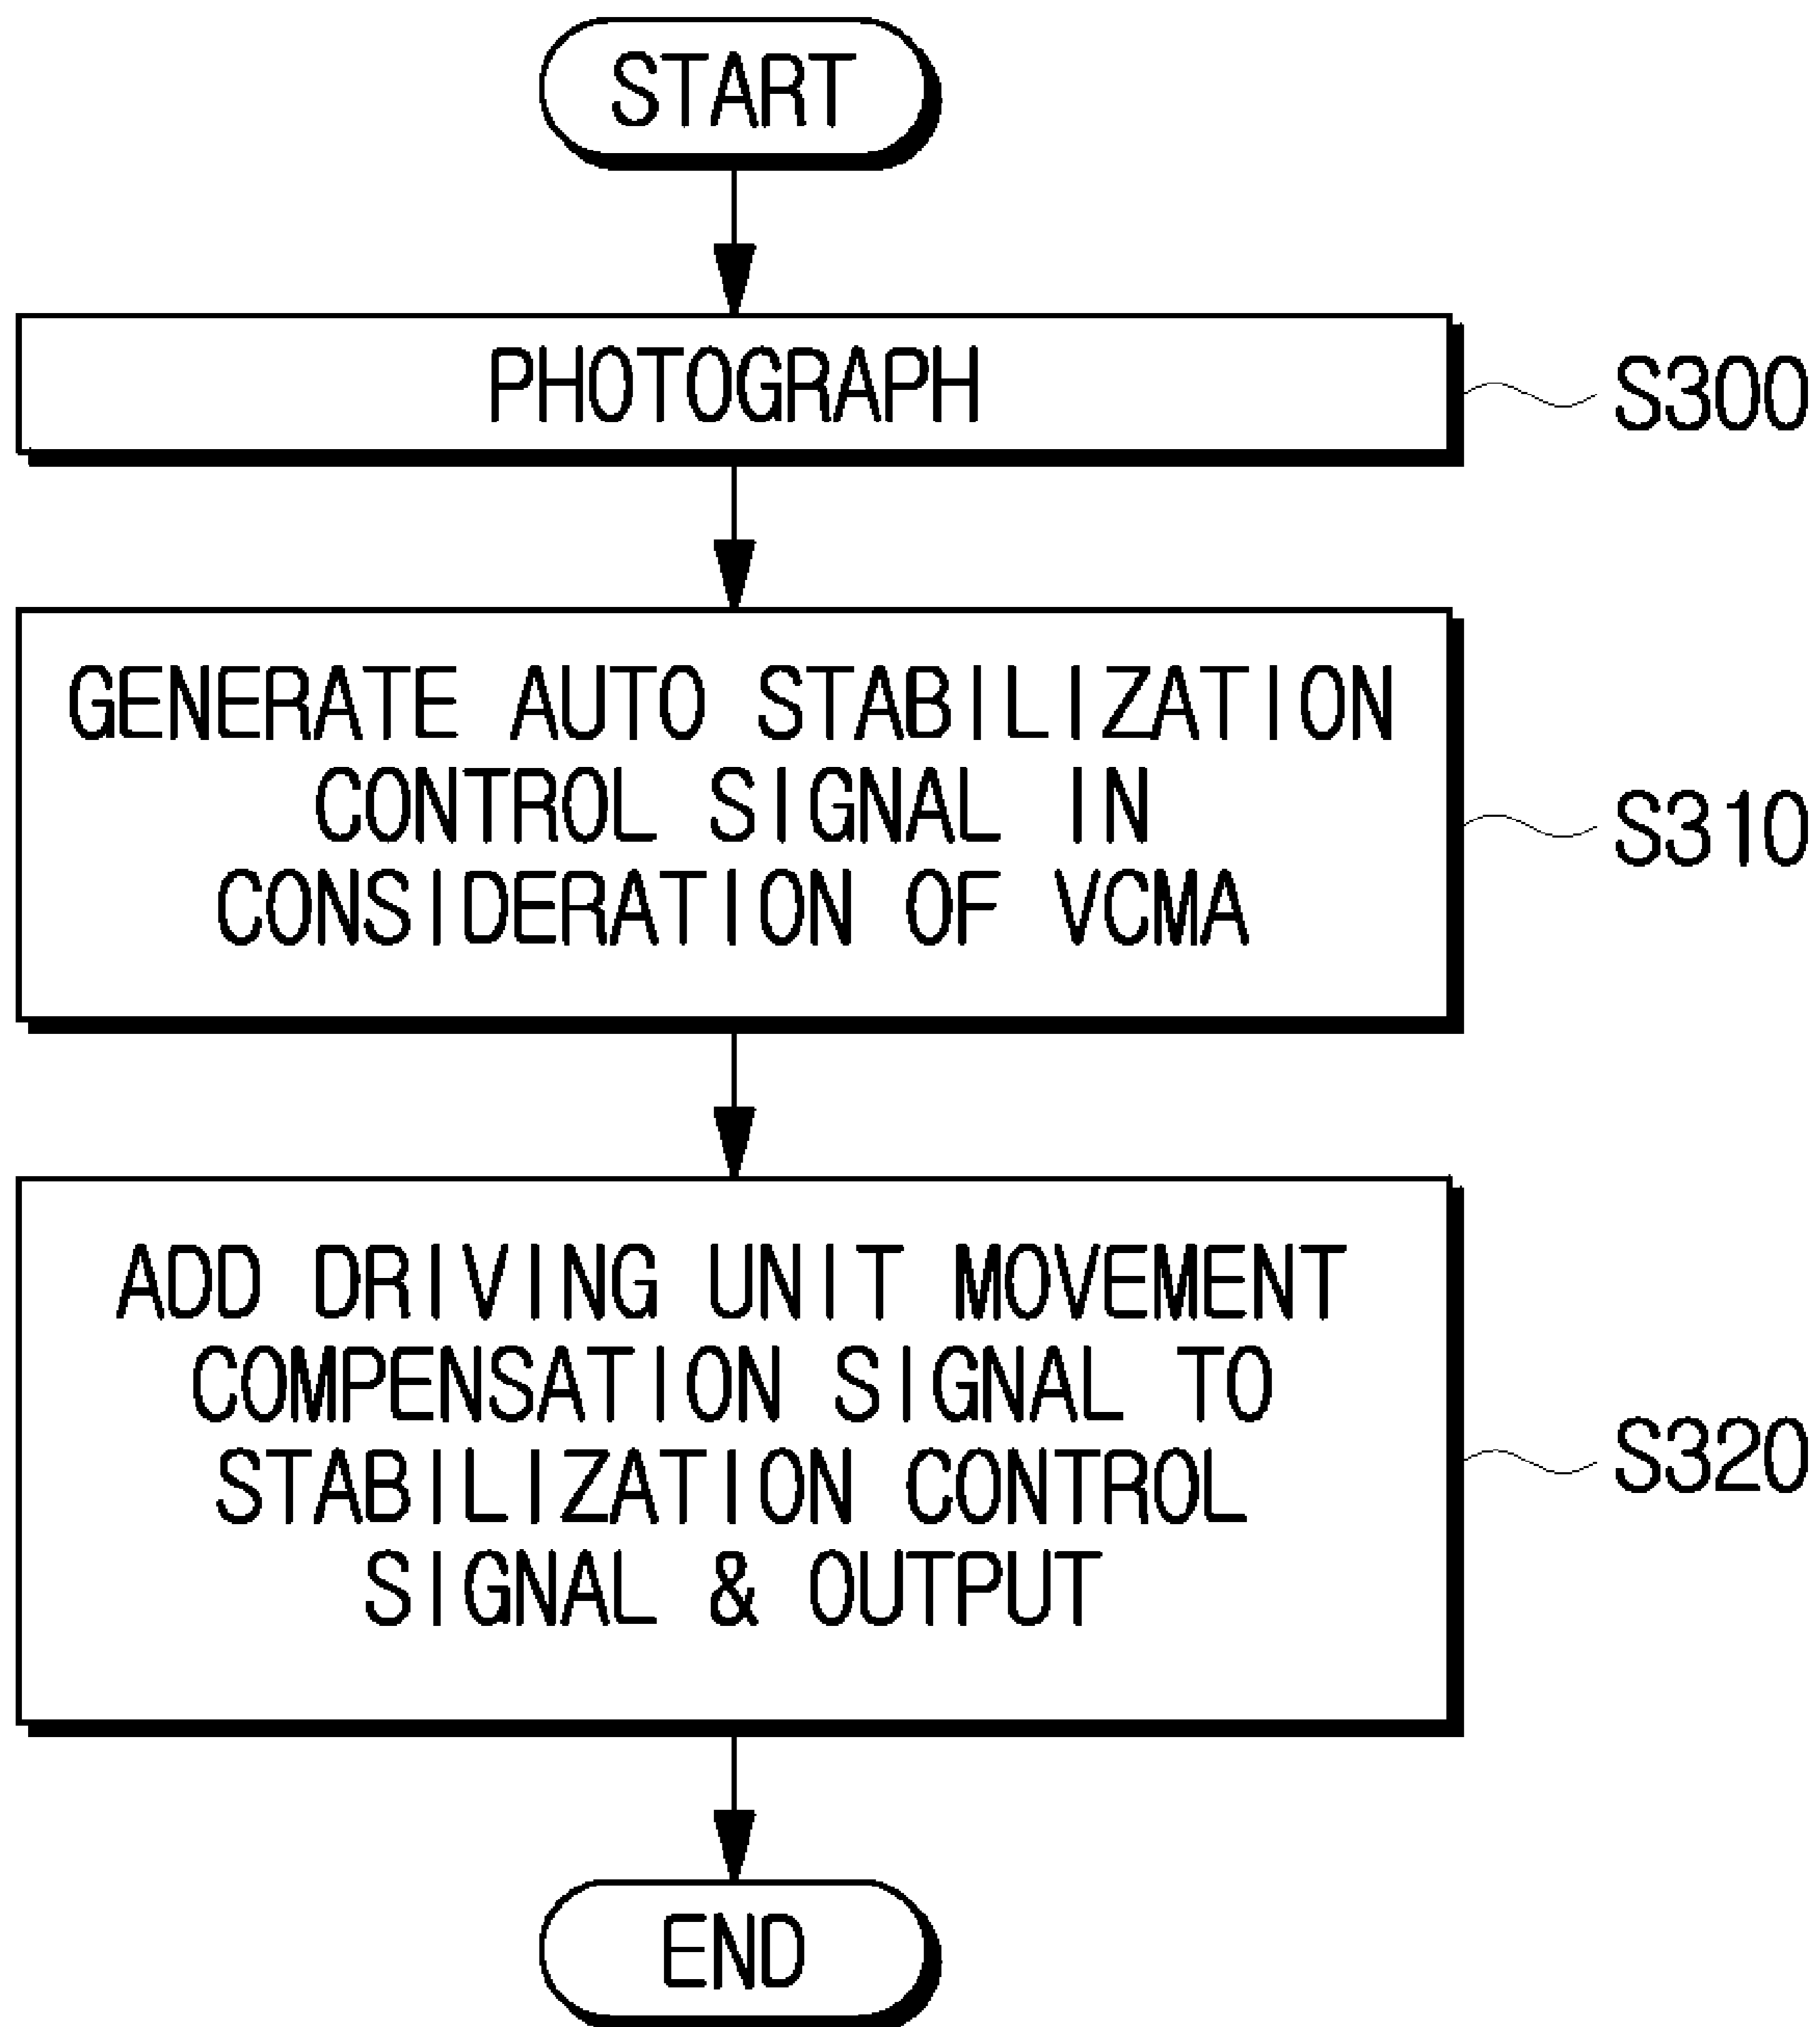 START
PHOTOGRAPH
S300
GENERATE AUTO STABILIZATION
CONTROL SIGNAL IN
CONSIDERATION OF VCMA
S310
ADD DRIVING UNIT MOVEMENT
COMPENSATION SIGNAL TO
STABILIZATION CONTROL
SIGNAL & OUTPUT
S320
END